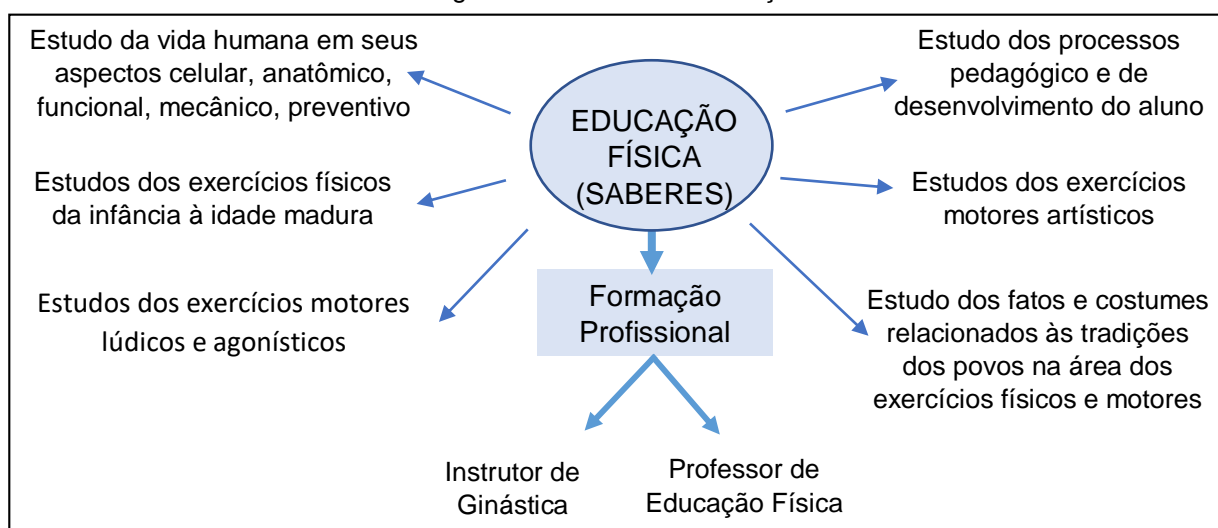 Estudo da vida humana em seus
aspectos celular, anatômico,
funcional, mecânico, preventivo
Estudos dos exercícios físicos
da infância à idade madura
Estudos dos exercícios motores
lúdicos e agonísticos
EDUCAÇÃO
FÍSICA
(SABERES)
Formação
Profissional
Instrutor de
Ginástica
Professor de
Educação Física
Estudo dos processos
pedagógico e de
desenvolvimento do aluno
Estudos dos exercícios
motores artísticos
Estudo dos fatos e costumes
relacionados às tradições
dos povos na área dos
exercícios físicos e motores